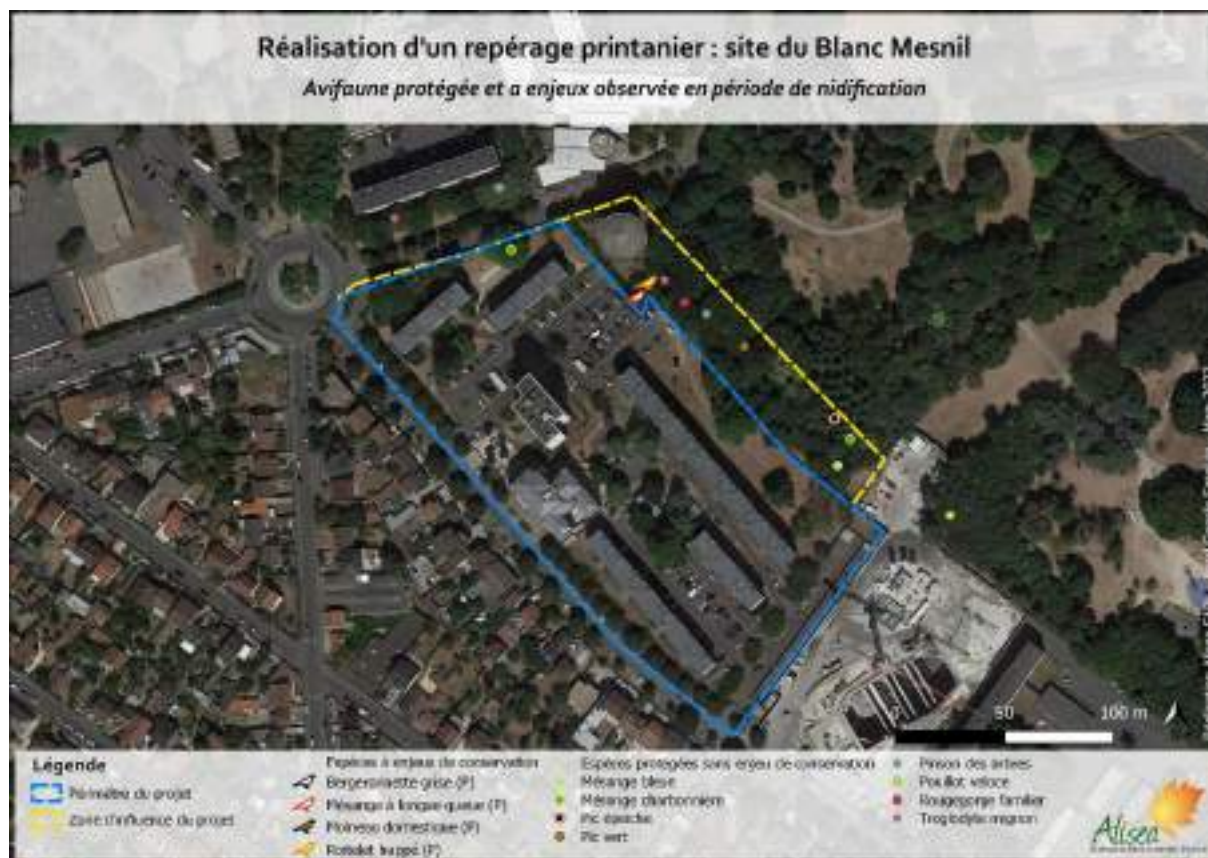 Réalisation d'un repérage printanier : site du Blanc Mesnil
Avifaune protégée et a enjeux observée en période de nidification
50 100 m
Légende
Périmètre du projet
Zone d'influence du projet
Espèces à enjeux de conservation
Bergeronnette grise (P)
Mésange à longue queue (P)
Moineau domestique (P)
Roitelet huppé (P)
Espèces protégées sans enjeu de conservation
Mésange bleue
Mésange charbonnière
Pic épeiche
Pic vert
Pinson des arbres
Pouillot véloce
Rougegorge familier
Troglodyte mignon
Alisea